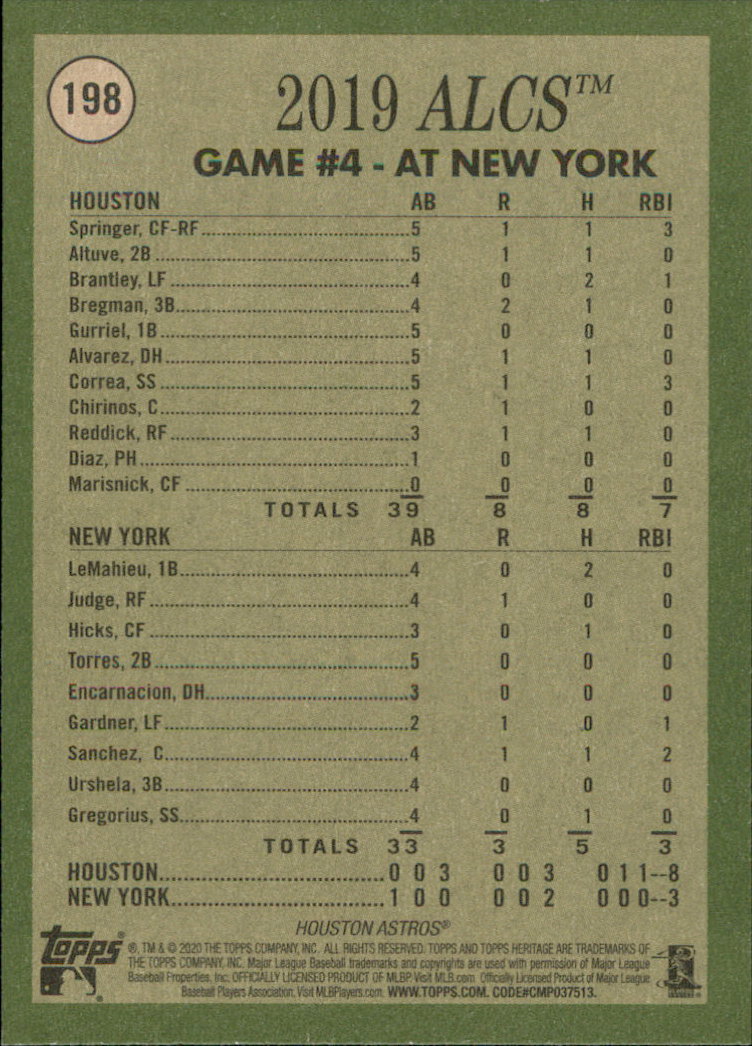 198
2019 ALCS™
GAME #4 - AT NEW YORK
HOUSTON AB R H RBI
Springer, CF-RF 5 1 1 3
Altuve, 2B 5 1 1 0
Brantley, LF 4 0 2 1
Bregman, 3B 4 2 1 0
Gurriel, 1B 5 0 0 0
Alvarez, DH 5 1 1 0
Correa, SS 5 1 1 3
Chirinos, C 2 1 0 0
Reddick, RF 3 1 1 0
Diaz, PH 1 0 0 0
Marisnick, CF 0 0 0 0
TOTALS 39 8 8 7
NEW YORK AB R H RBI
LeMahieu, 1B 4 0 2 0
Judge, RF 4 1 0 0
Hicks, CF 3 0 1 0
Torres, 2B 5 0 0 0
Encarnacion, DH 3 0 0 0
Gardner, LF 2 1 0 1
Sanchez, C 4 1 1 2
Urshela, 3B 4 0 0 0
Gregorius, SS 4 0 1 0
TOTALS 33 3 5 3
HOUSTON 0 0 3 0 0 3 0 1 1--8
NEW YORK 1 0 0 0 0 2 0 0 0--3
HOUSTON ASTROS®
Topps ®, TM & © 2020 THE TOPPS COMPANY, INC. ALL RIGHTS RESERVED. TOPPS AND TOPPS HERITAGE ARE TRADEMARKS OF
THE TOPPS COMPANY, INC. Major League Baseball trademarks and copyrights are used with permission of Major League
Baseball Properties, Inc. OFFICIALLY LICENSED PRODUCT OF MLBP Visit MLB.com. Officially Licensed Product of Major League
Baseball Players Association, Visit MLBPlayers.com. WWW.TOPPS.COM. CODE#CMP037513.